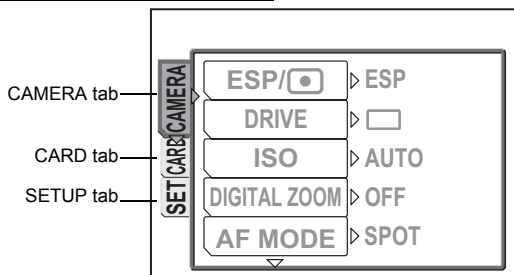 CAMERA tab
CARD tab
SETUP tab
CAMERA
CARD
SET
ESP/ ESP
DRIVE
ISO AUTO
DIGITAL ZOOM OFF
AF MODE SPOT